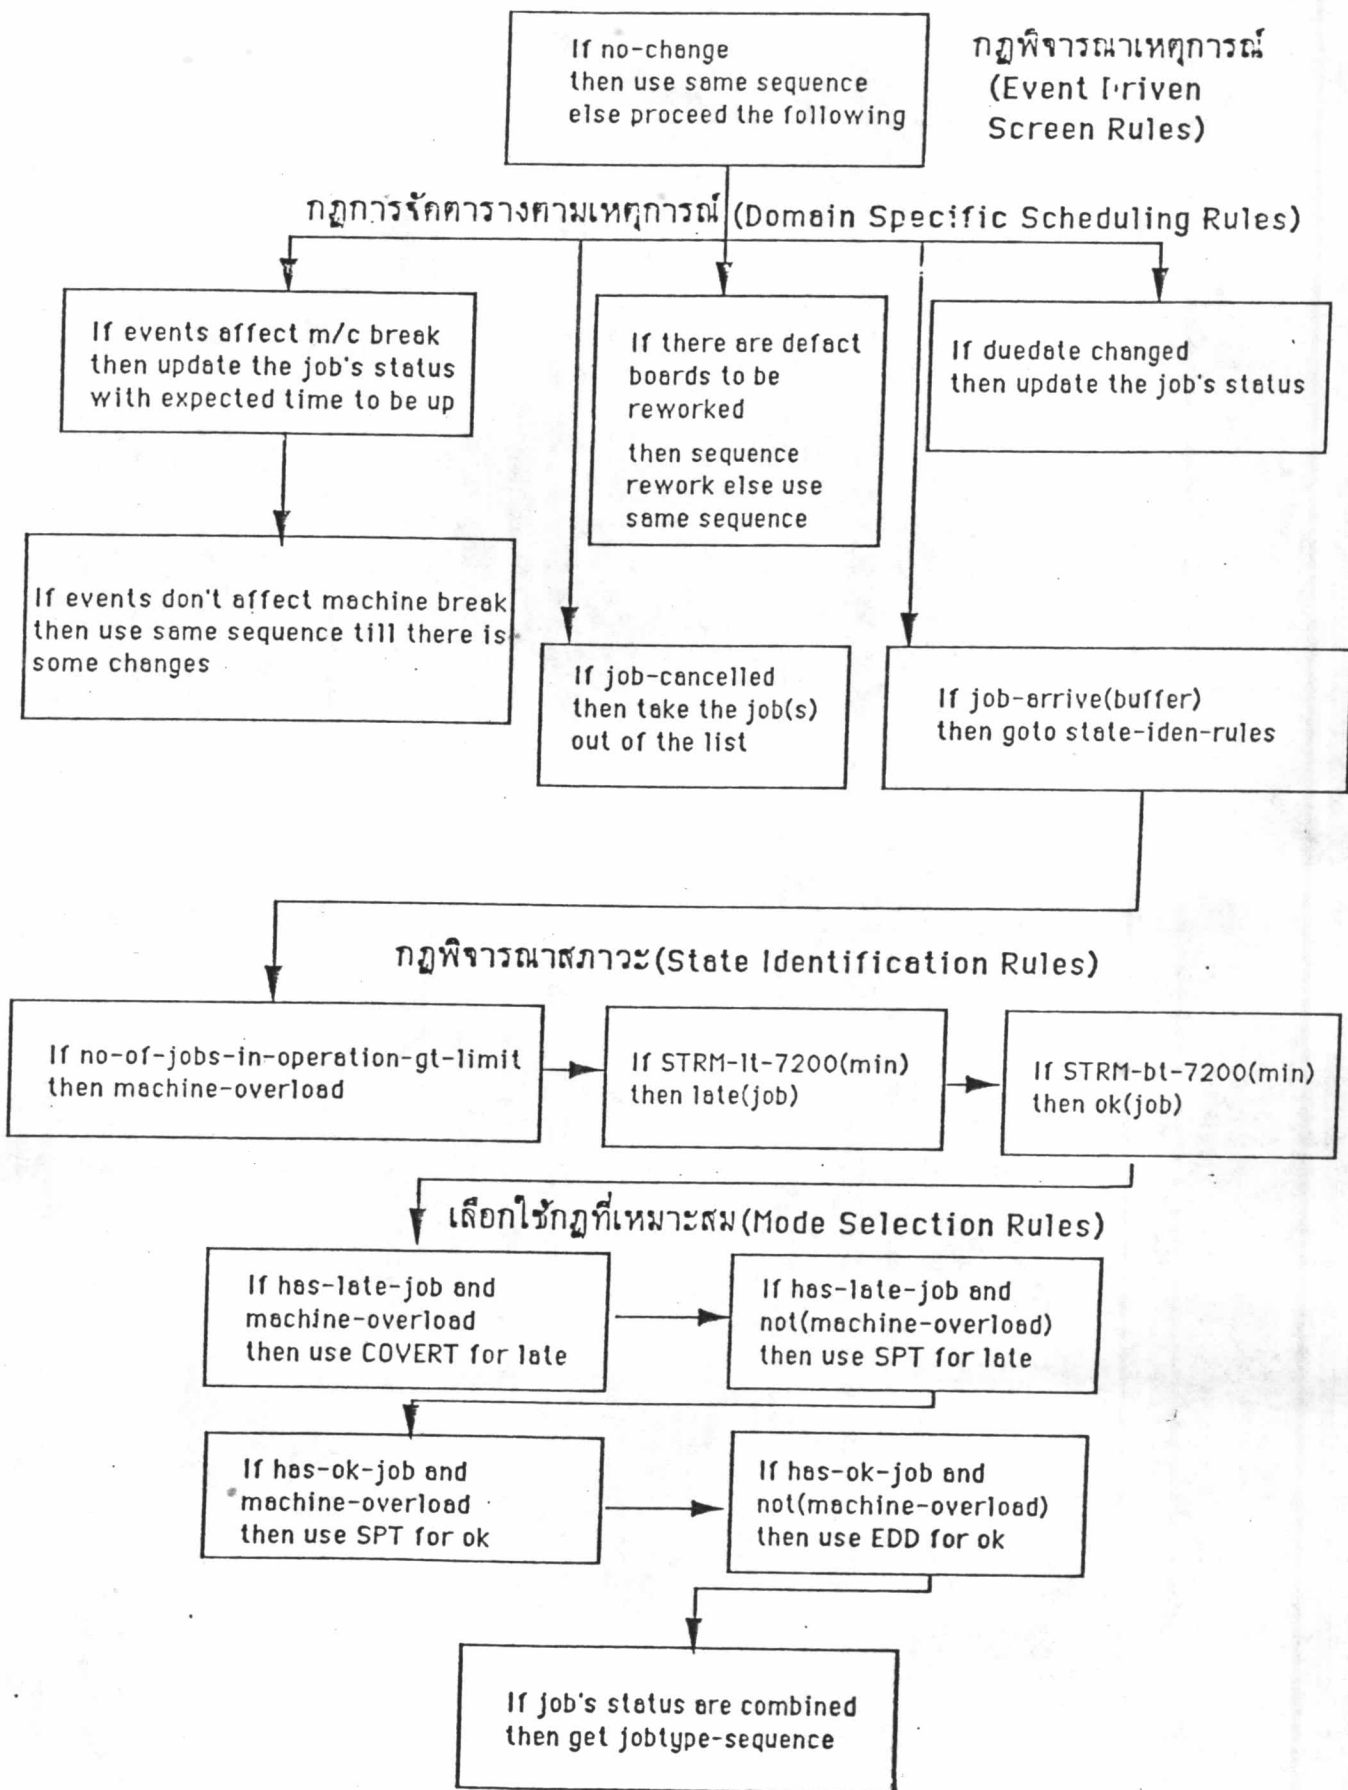 If no-change
then use same sequence
else proceed the following
กฎพิจารณาเหตุการณ์
(Event Driven
Screen Rules)
กฎการจัดตารางตามเหตุการณ์ (Domain Specific Scheduling Rules)
If events affect m/c break
then update the job's status
with expected time to be up
If there are defact
boards to be
reworked
then sequence
rework else use
same sequence
If duedate changed
then update the job's status
If events don't affect machine break
then use same sequence till there is
some changes
If job-cancelled
then take the job(s)
out of the list
If job-arrive(buffer)
then goto state-iden-rules
กฎพิจารณาสภาวะ(State Identification Rules)
If no-of-jobs-in-operation-gt-limit
then machine-overload
If STRM-lt-7200(min)
then late(job)
If STRM-bt-7200(min)
then ok(job)
เลือกใช้กฎที่เหมาะสม(Mode Selection Rules)
If has-late-job and
machine-overload
then use COVERT for late
If has-late-job and
not(machine-overload)
then use SPT for late
If has-ok-job and
machine-overload
then use SPT for ok
If has-ok-job and
not(machine-overload)
then use EDD for ok
If job's status are combined
then get jobtype-sequence